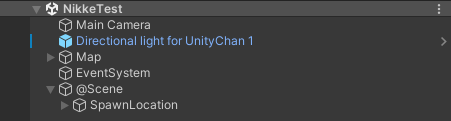 NikkeTest
Main Camera
Directional light for UnityChan 1
Map
EventSystem
@Scene
SpawnLocation